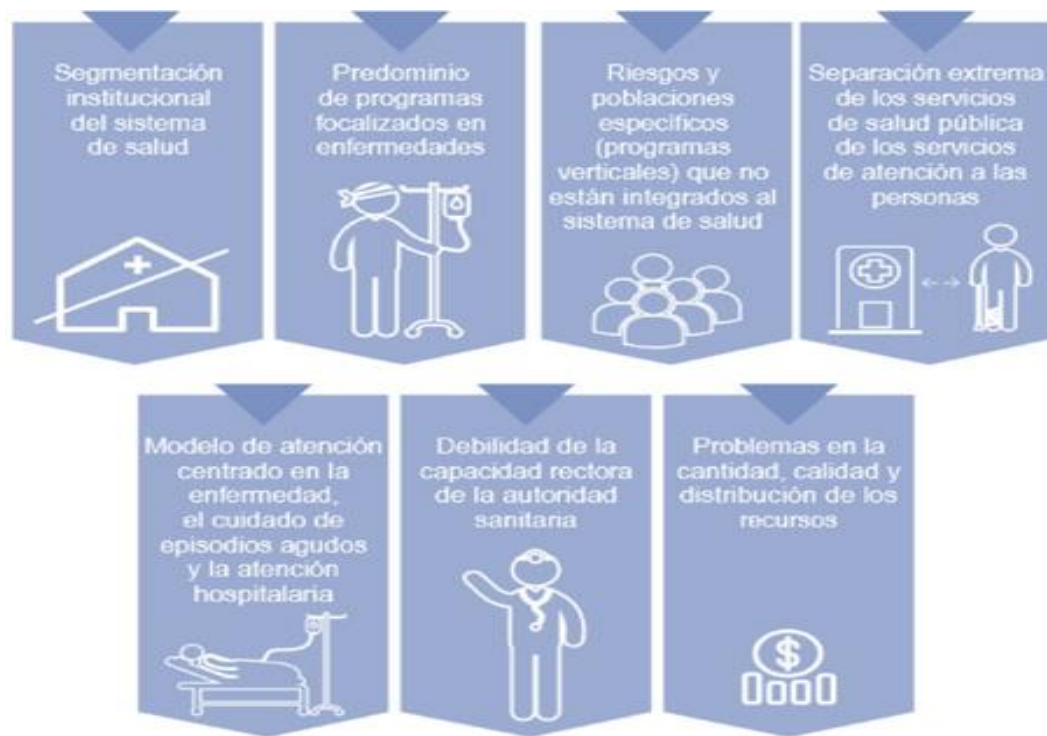 Segmentación
institucional
del sistema
de salud
Predominio
de programas
focalizados en
enfermedades
Riesgos y
poblaciones
específicos
(programas
verticales) que no
están integrados al
sistema de salud
Separación extrema
de los servicios
de salud pública
de los servicios
de atención a las
personas
Modelo de atención
centrado en la
enfermedad,
el cuidado de
episodios agudos
y la atención
hospitalaria
Debilidad de la
capacidad rectora
de la autoridad
sanitaria
Problemas en la
cantidad, calidad y
distribución de los
recursos
$